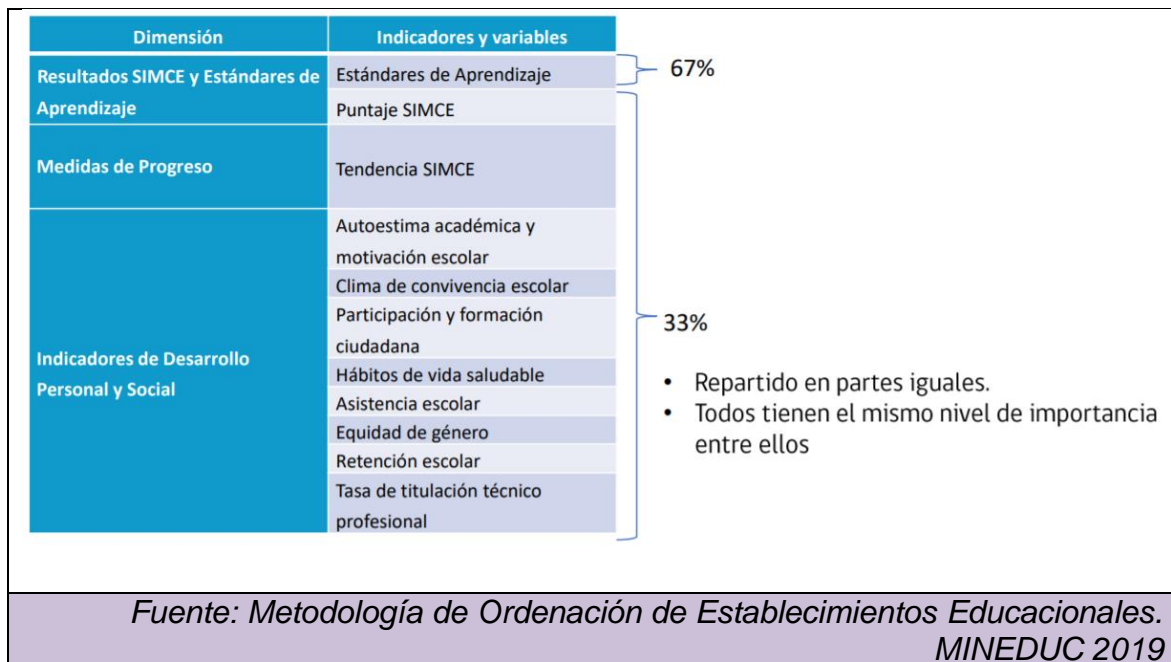 Dimensión
Indicadores y variables
Resultados SIMCE y Estándares de
Aprendizaje
Estándares de Aprendizaje
67%
Puntaje SIMCE
Medidas de Progreso
Tendencia SIMCE
Indicadores de Desarrollo
Personal y Social
Autoestima académica y
motivación escolar
Clima de convivencia escolar
Participación y formación
ciudadana
Hábitos de vida saludable
Asistencia escolar
Equidad de género
Retención escolar
Tasa de titulación técnico
profesional
33%
• Repartido en partes iguales.
• Todos tienen el mismo nivel de importancia
entre ellos
Fuente: Metodología de Ordenación de Establecimientos Educacionales.
MINEDUC 2019